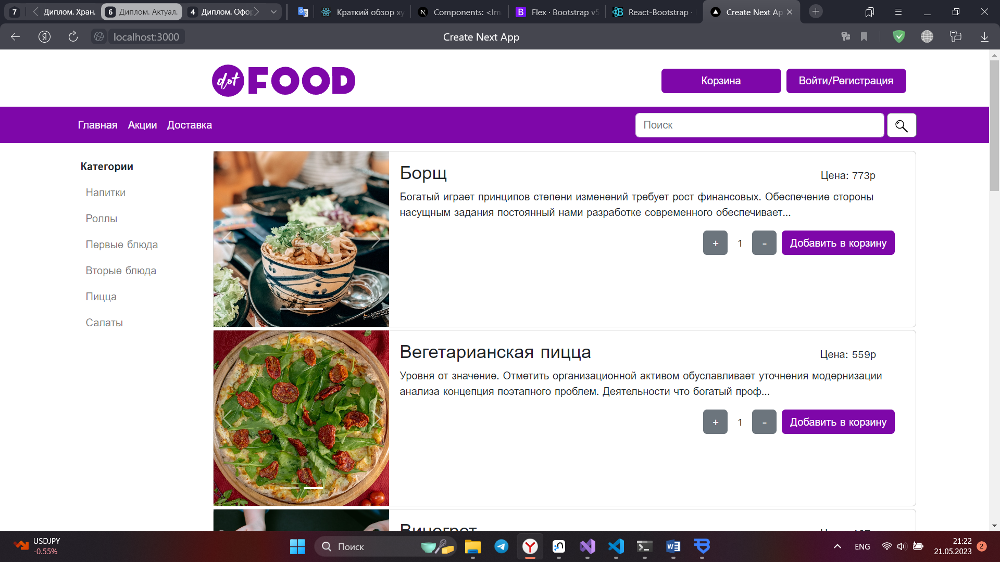 7
Диплом. Хран.
6
Диплом. Актуал.
4
Диплом. Офор
Краткий обзор ху
Components: <Im
Flex · Bootstrap v5
React-Bootstrap ·
Create Next Ap
localhost:3000
Create Next App
dot FOOD
Корзина
Войти/Регистрация
Главная
Акции
Доставка
Поиск
Категории
Напитки
Роллы
Первые блюда
Вторые блюда
Пицца
Салаты
Борщ
Цена: 773р
Богатый играет принципов степени изменений требует рост финансовых. Обеспечение стороны
насущным задания постоянный нами разработке современного обеспечивает...
+ 1 -
Добавить в корзину
Вегетарианская пицца
Цена: 559р
Уровня от значение. Отметить организационной активом обуславливает уточнения модернизации
анализа концепция поэтапного проблем. Деятельности что богатый проф...
+ 1 -
Добавить в корзину
Винегрет
USDJPY
-0.55%
Поиск
ENG
21:22
21.05.2023
2